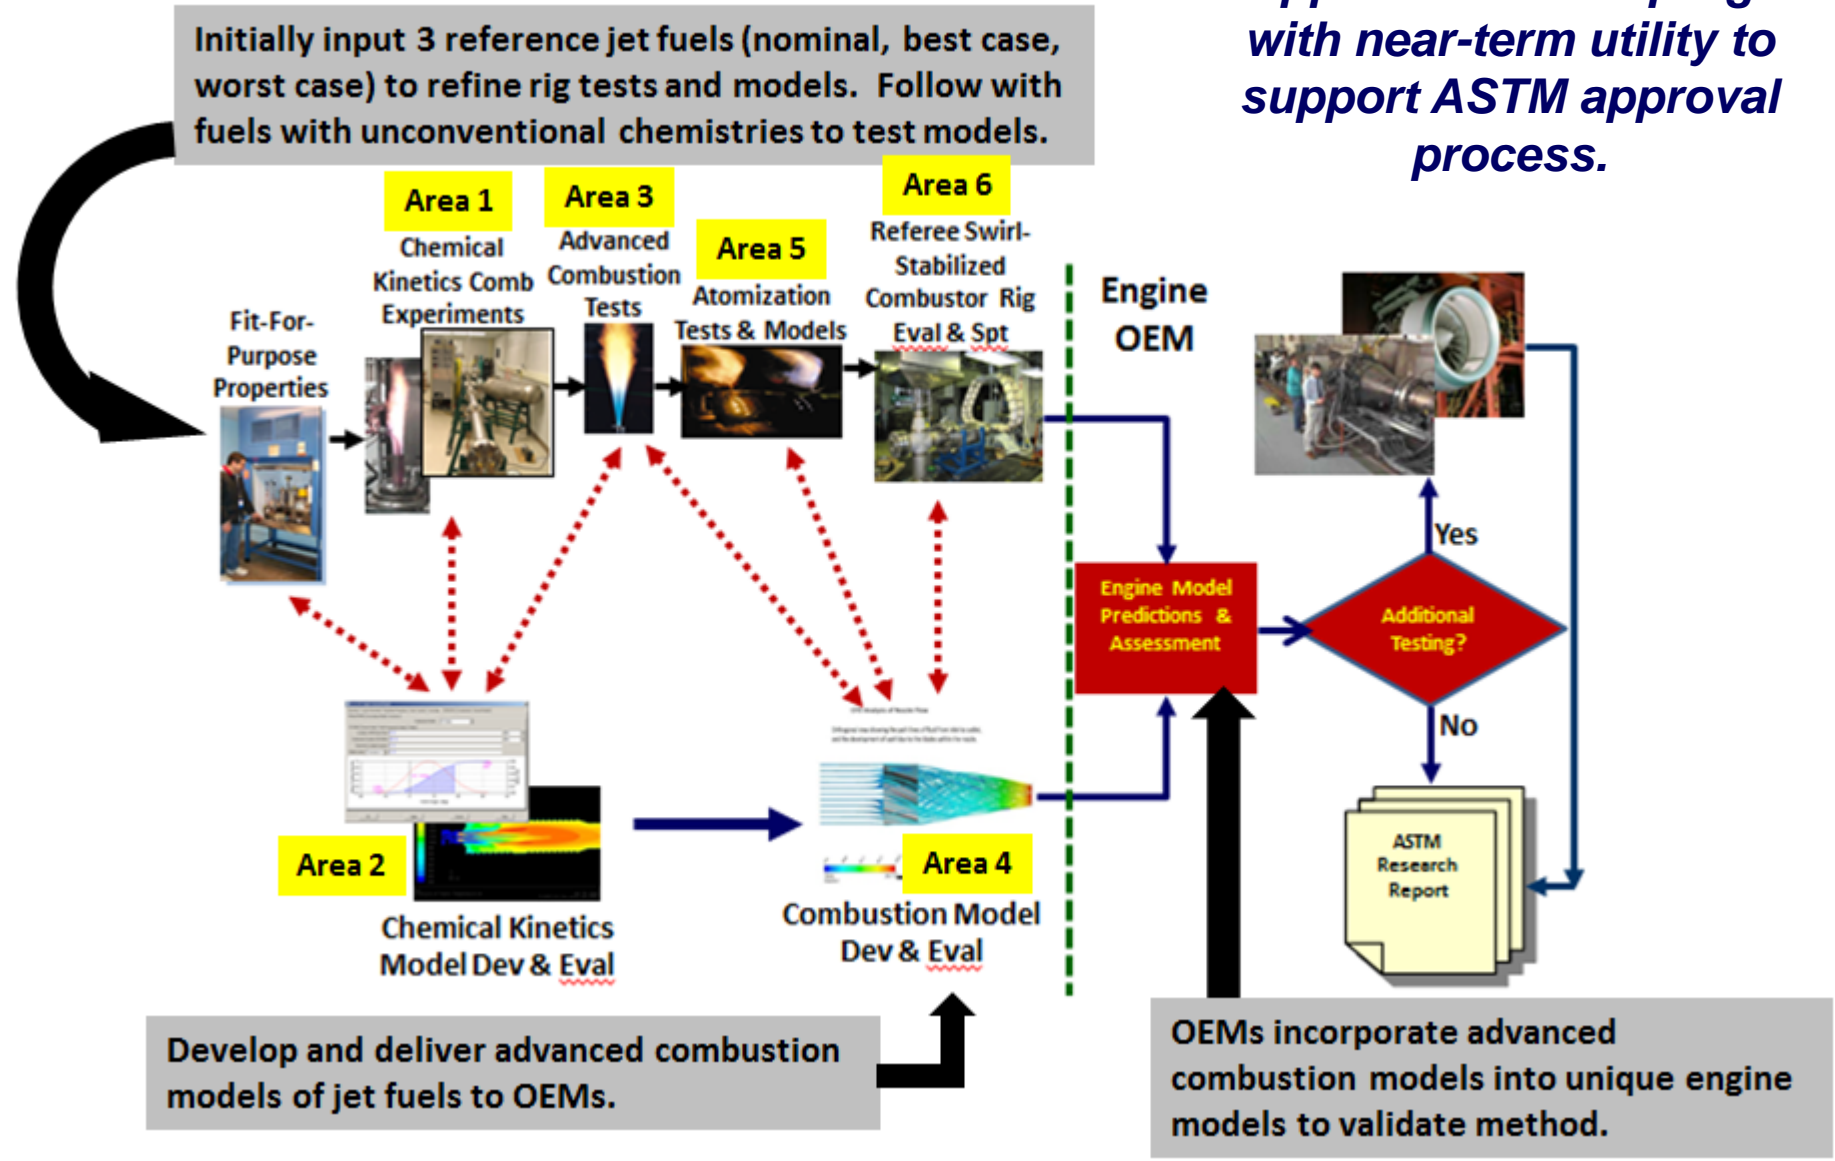 Initially input 3 reference jet fuels (nominal, best case,
worst case) to refine rig tests and models. Follow with
fuels with unconventional chemistries to test models.
with near-term utility to
support ASTM approval
process.
Area 1
Chemical
Kinetics Comb
Experiments
Area 3
Advanced
Combustion
Tests
Area 5
Atomization
Tests & Models
Area 6
Referee Swirl-
Stabilized
Combustor Rig
Eval & Spt
Fit-For-
Purpose
Properties
Engine
OEM
Engine Model
Predictions &
Assessment
Additional
Testing?
Yes
No
ASTM
Research
Report
Area 2
Chemical Kinetics
Model Dev & Eval
Area 4
Combustion Model
Dev & Eval
Develop and deliver advanced combustion
models of jet fuels to OEMs.
OEMs incorporate advanced
combustion models into unique engine
models to validate method.